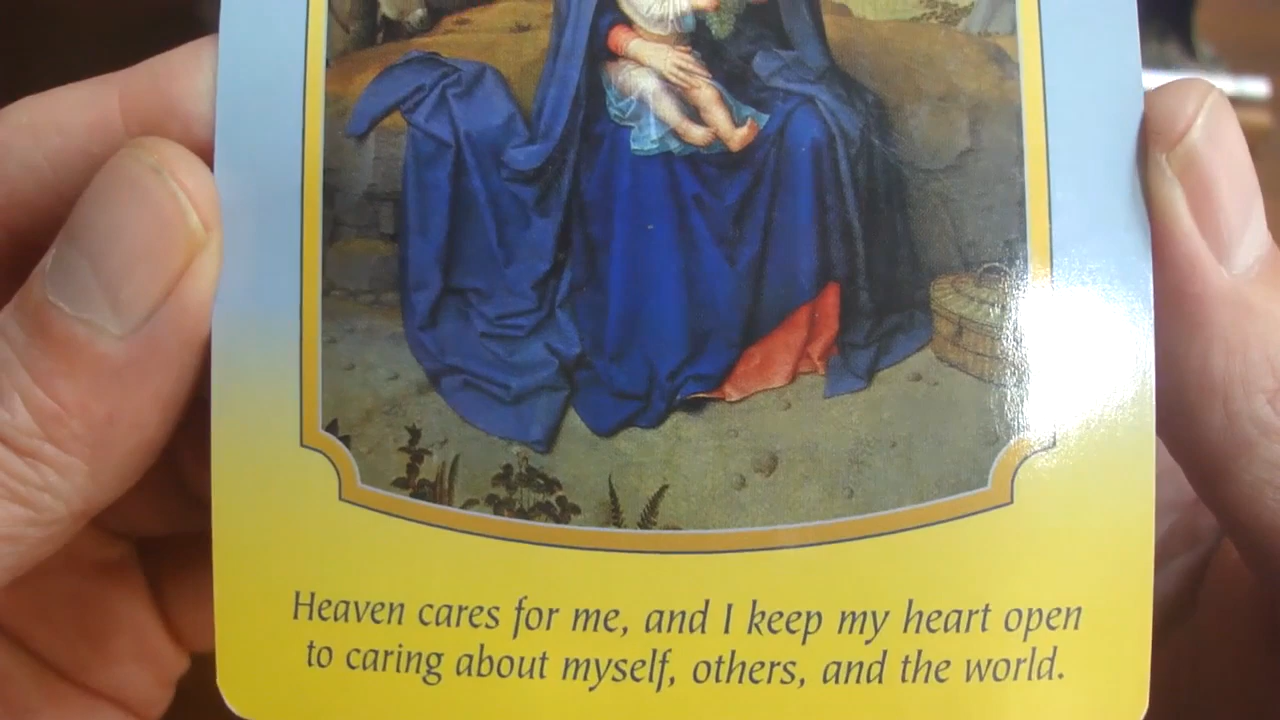 Heaven cares for me, and I keep my heart open
to caring about myself, others, and the world.